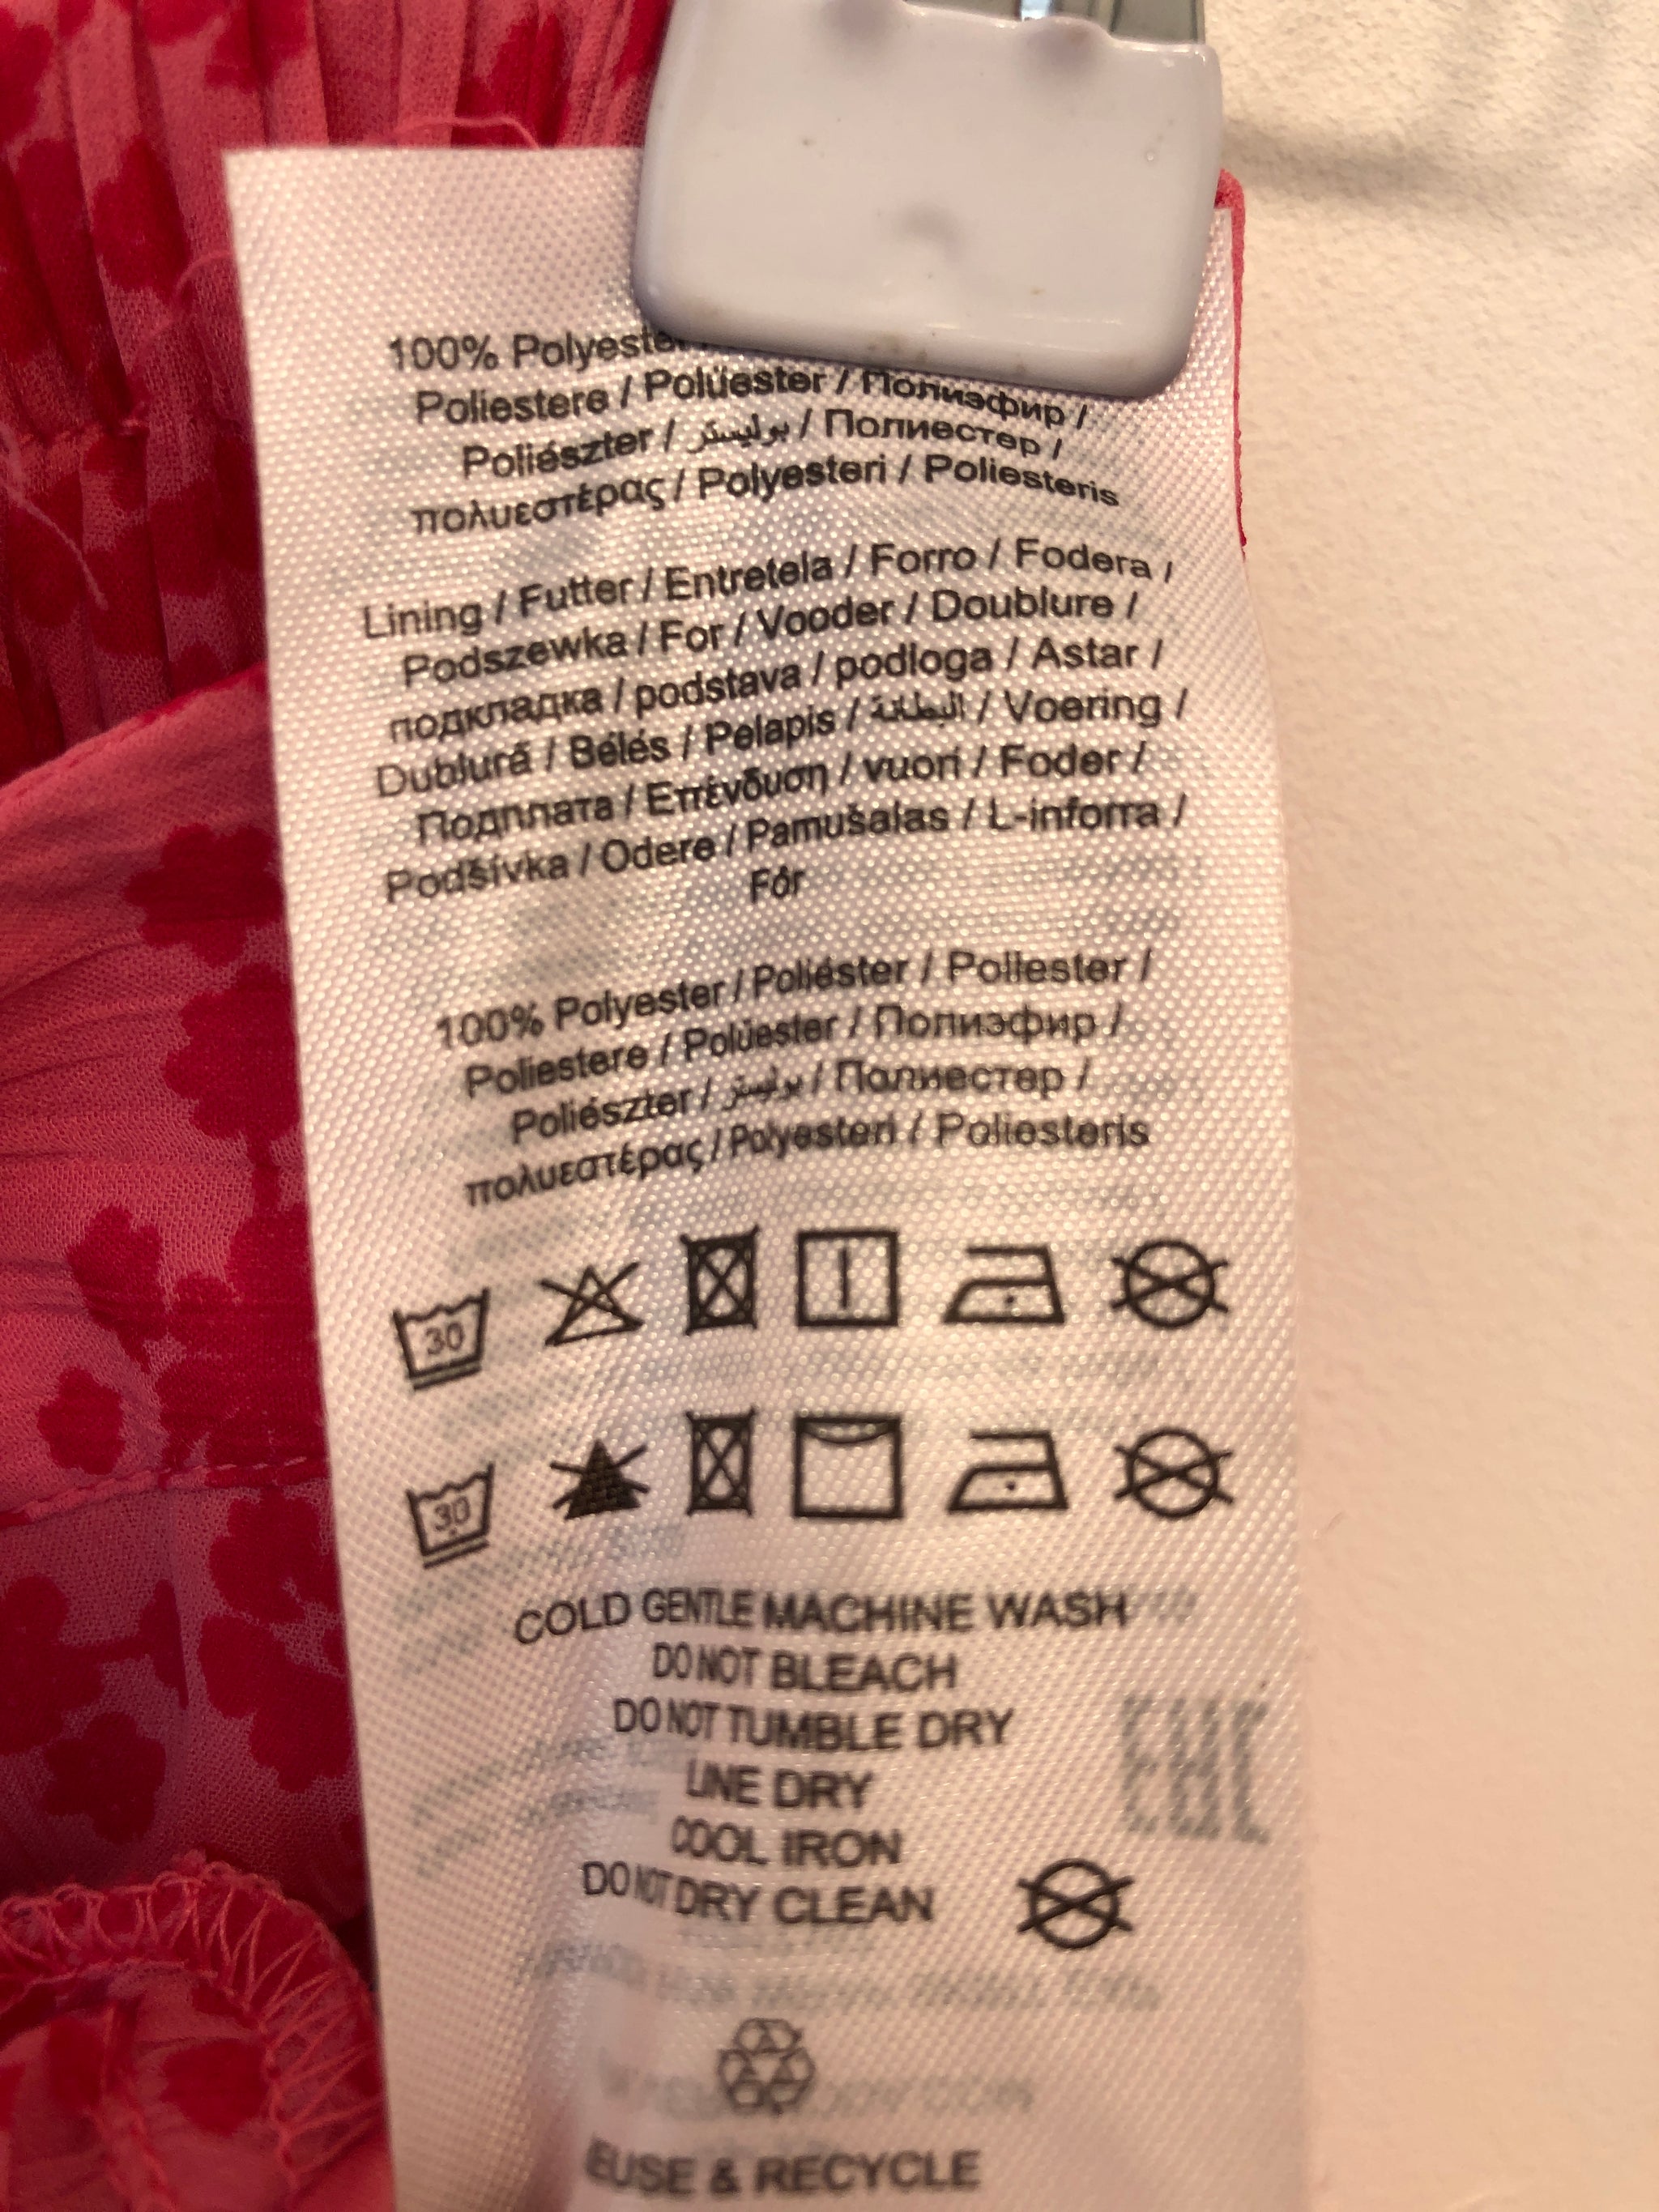 100% Polyester
Poliestere / Polüester / Полиэфир /
Poliészter / بوليستر / Полиестер /
πολυεστέρας / Polyesteri / Poliesteris
Lining / Futter / Entretela / Forro / Fodera /
Podszewka / For / Vooder / Doublure /
подкладка / podstava / podloga / Astar /
Dublură / Bélés / Pelapis / البطانة / Voering /
Подплата / Επένδυση / vuori / Foder /
Podšívka / Odere / Pamušalas / L-inforra /
Fôr
100% Polyester / Poliéster / Poliester /
Poliestere / Polüester / Полиэфир /
Poliészter / بوليستر / Полиестер /
πολυεστέρας / Polyesteri / Poliesteris
30
30
COLD GENTLE MACHINE WASH
DO NOT BLEACH
DO NOT TUMBLE DRY
LINE DRY
COOL IRON
DO NOT DRY CLEAN
EUSE & RECYCLE